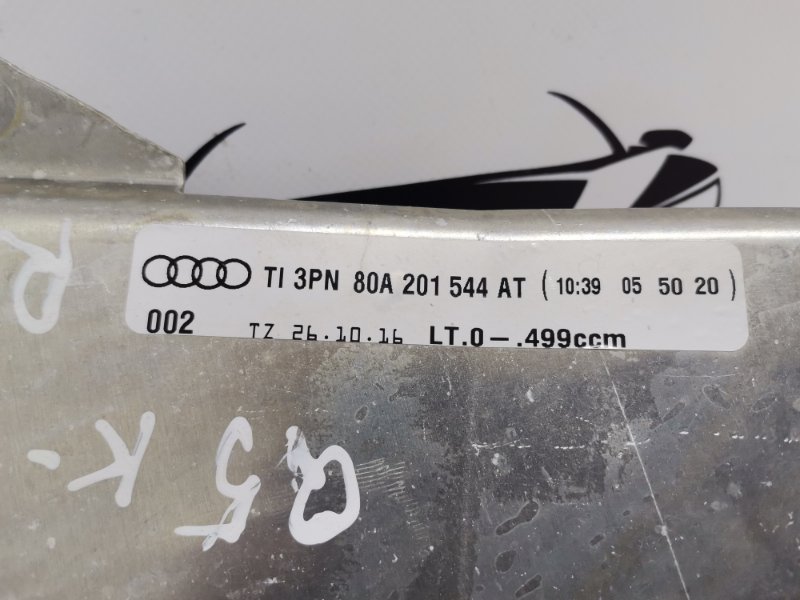 TI 3PN 80A 201 544 AT ( 10:39 05 50 20 )
002 TZ 26.10.16 LT.0-.499ccm
R
Q5 K-